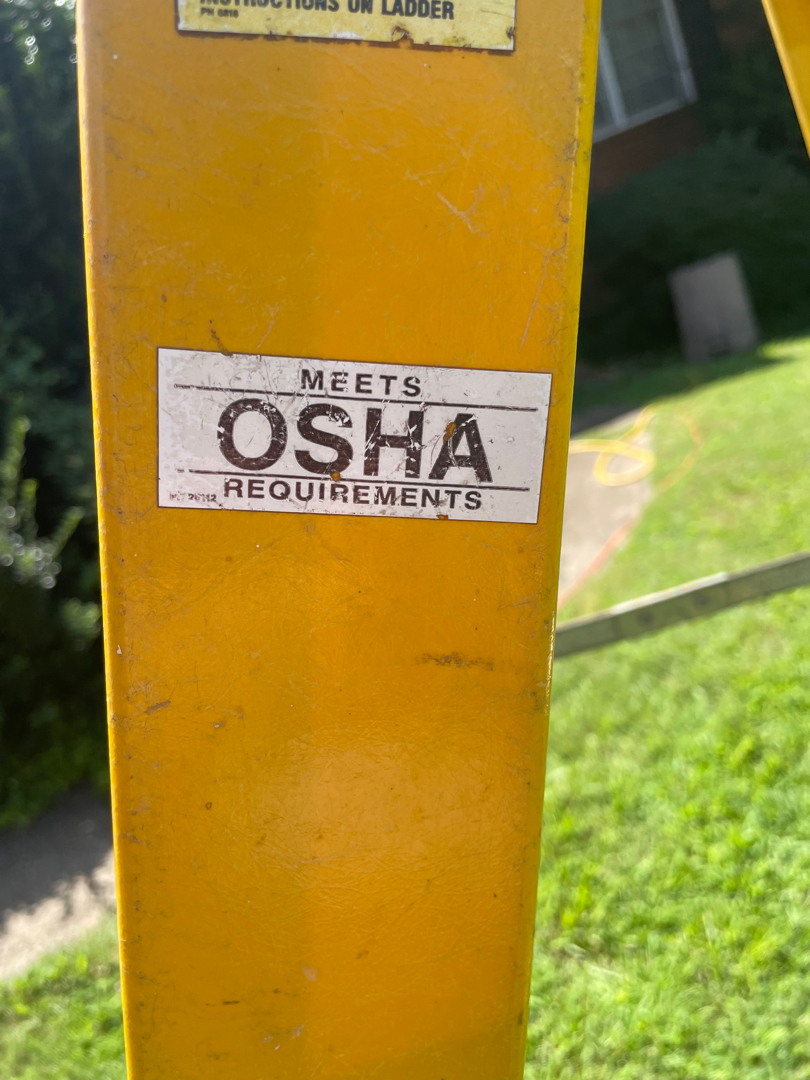 INSTRUCTIONS ON LADDER
MEETS
OSHA
REQUIREMENTS